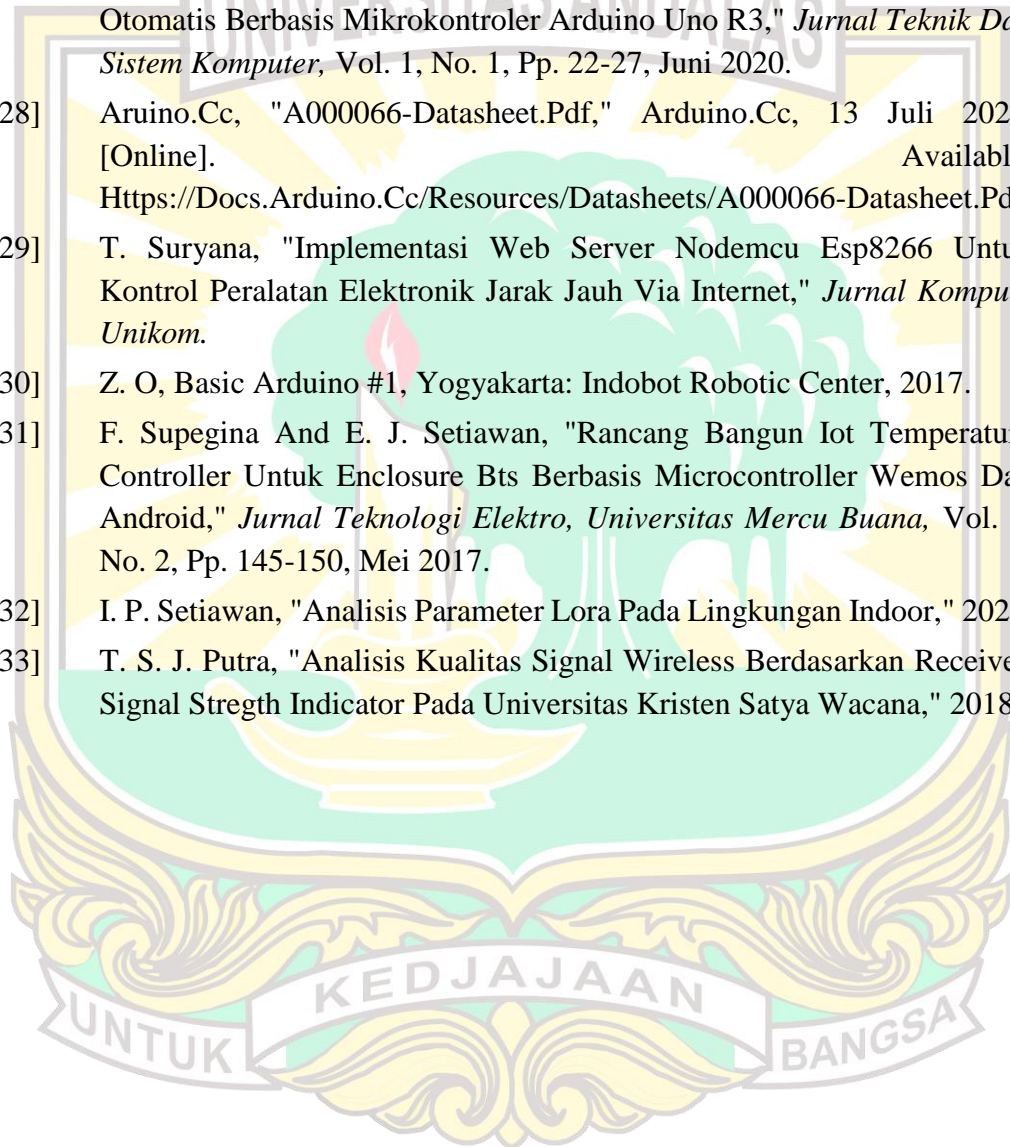 UNIVERSITAS ANDALAS
Otomatis Berbasis Mikrokontroler Arduino Uno R3," Jurnal Teknik Da
Sistem Komputer, Vol. 1, No. 1, Pp. 22-27, Juni 2020.
28] Aruino.Cc, "A000066-Datasheet.Pdf," Arduino.Cc, 13 Juli 202
[Online]. Availabl
Https://Docs.Arduino.Cc/Resources/Datasheets/A000066-Datasheet.Pd
29] T. Suryana, "Implementasi Web Server Nodemcu Esp8266 Untu
Kontrol Peralatan Elektronik Jarak Jauh Via Internet," Jurnal Kompu
Unikom.
30] Z. O, Basic Arduino #1, Yogyakarta: Indobot Robotic Center, 2017.
31] F. Supegina And E. J. Setiawan, "Rancang Bangun Iot Temperatur
Controller Untuk Enclosure Bts Berbasis Microcontroller Wemos Da
Android," Jurnal Teknologi Elektro, Universitas Mercu Buana, Vol.
No. 2, Pp. 145-150, Mei 2017.
32] I. P. Setiawan, "Analisis Parameter Lora Pada Lingkungan Indoor," 202
33] T. S. J. Putra, "Analisis Kualitas Signal Wireless Berdasarkan Receive
Signal Stregth Indicator Pada Universitas Kristen Satya Wacana," 2018
UNTUK KEDJAJAAN BANGSA